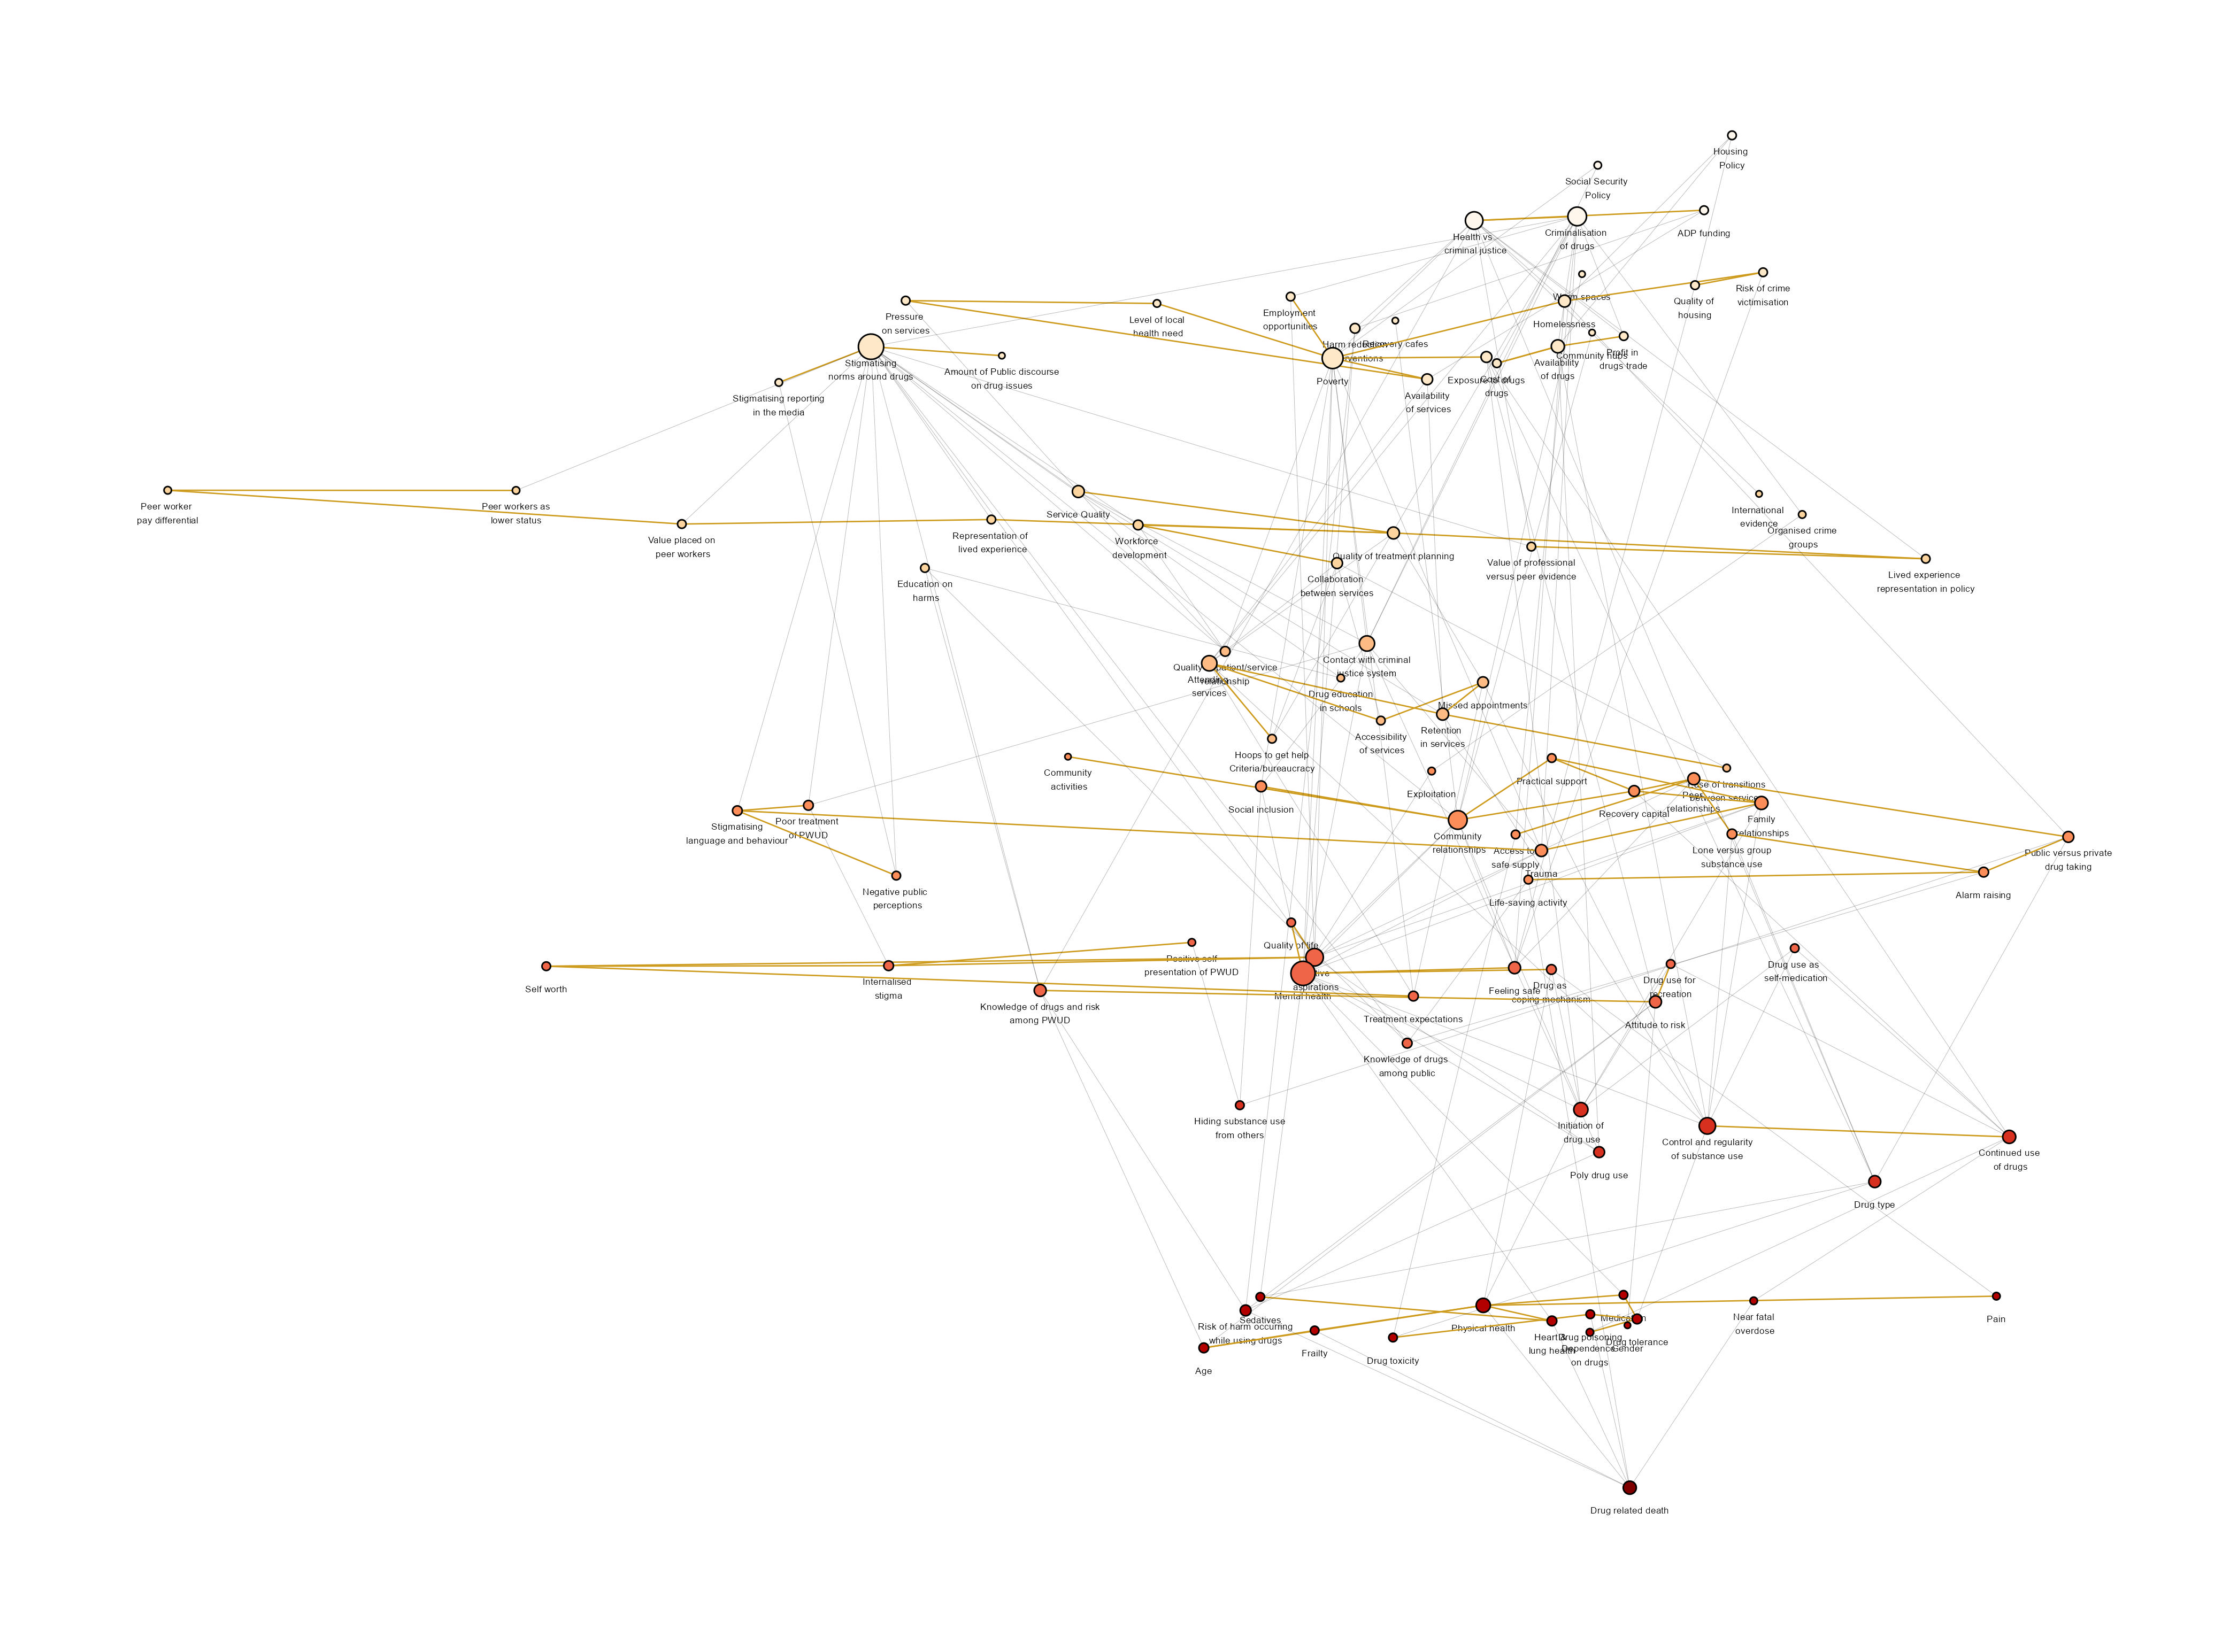 Housing
Policy
Social Security
Policy
ADP funding
Health vs
criminal justice
Criminalisation
of drugs
Risk of crime
victimisation
Quality of
housing
Homelessness
Pressure
on services
Level of local
health need
Employment
opportunities
Poverty
Availability
of services
Exposure to drugs
drugs
Availability
of drugs
Community hubs
Profit in
drugs trade
Stigmatising
norms around drugs
Amount of Public discourse
on drug issues
Stigmatising reporting
in the media
Peer worker
pay differential
Peer workers as
lower status
Value placed on
peer workers
Representation of
lived experience
Service Quality
Workforce
development
Quality of treatment planning
Collaboration
between services
Value of professional
versus peer evidence
International
evidence
Organised crime
groups
Lived experience
representation in policy
Education on
harms
Contact with criminal
justice system
Attending
services
relationship
Drug education
in schools
Accessibility
of services
Missed appointments
Retention
in services
Hoops to get help
Criteria/bureaucracy
Community
activities
Exploitation
Practical support
Social inclusion
Ease of transitions
between services
Peer
relationships
Recovery capital
Family
relationships
Community
relationships
Access to
safe supply
Trauma
Lone versus group
substance use
Public versus private
drug taking
Alarm raising
Life-saving activity
Stigmatising
language and behaviour
Poor treatment
of PWUD
Negative public
perceptions
Quality of life
Positive self
presentation of PWUD
Self worth
Internalised
stigma
aspirations
Mental health
Feeling safe
Drug as
coping mechanism
Drug use for
recreation
Drug use as
self-medication
Knowledge of drugs and risk
among PWUD
Treatment expectations
Attitude to risk
Knowledge of drugs
among public
Hiding substance use
from others
Initiation of
drug use
Control and regularity
of substance use
Continued use
of drugs
Poly drug use
Drug type
Sedatives
Risk of harm occurring
while using drugs
Age
Frailty
Drug toxicity
Physical health
Heart &
lung health
Medication
Drug poisoning
Drug tolerance
Dependence
on drugs
Gender
Near fatal
overdose
Pain
Drug related death